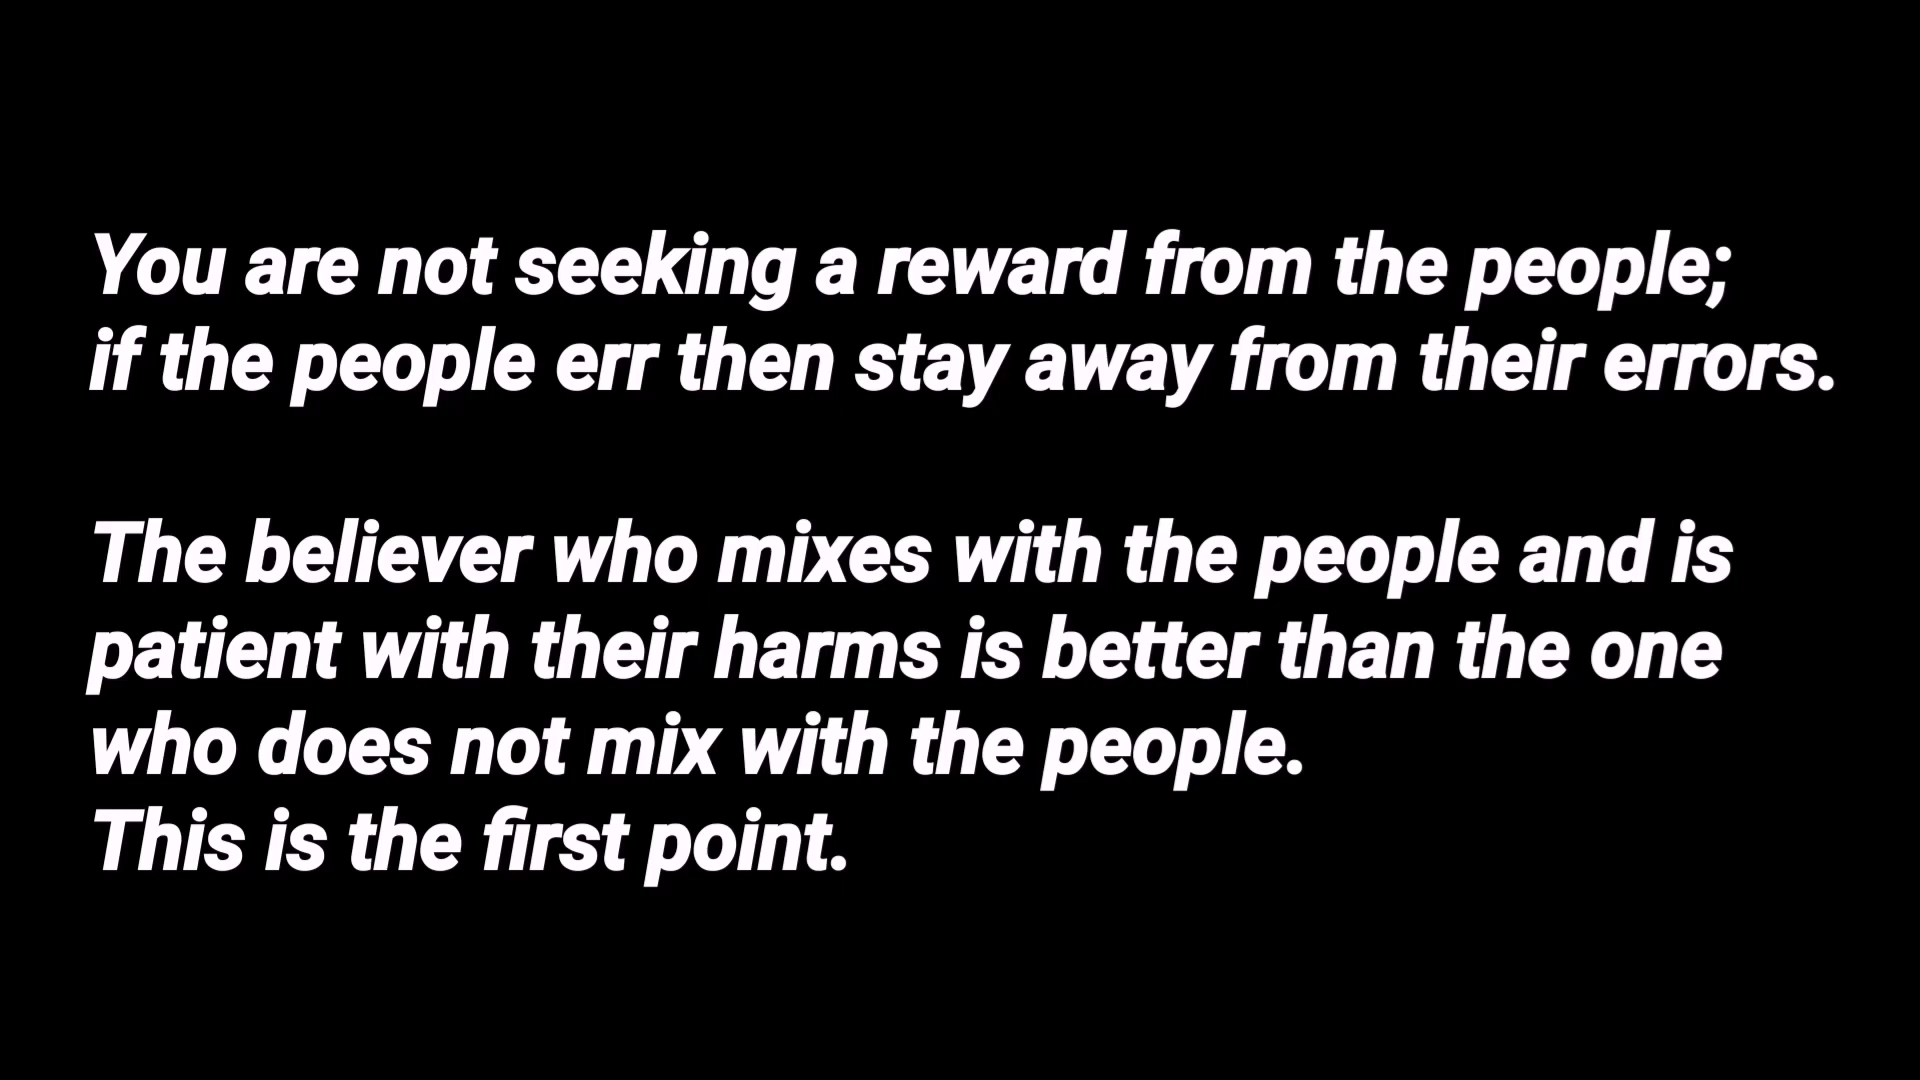 You are not seeking a reward from the people;
if the people err then stay away from their errors.
The believer who mixes with the people and is
patient with their harms is better than the one
who does not mix with the people.
This is the first point.